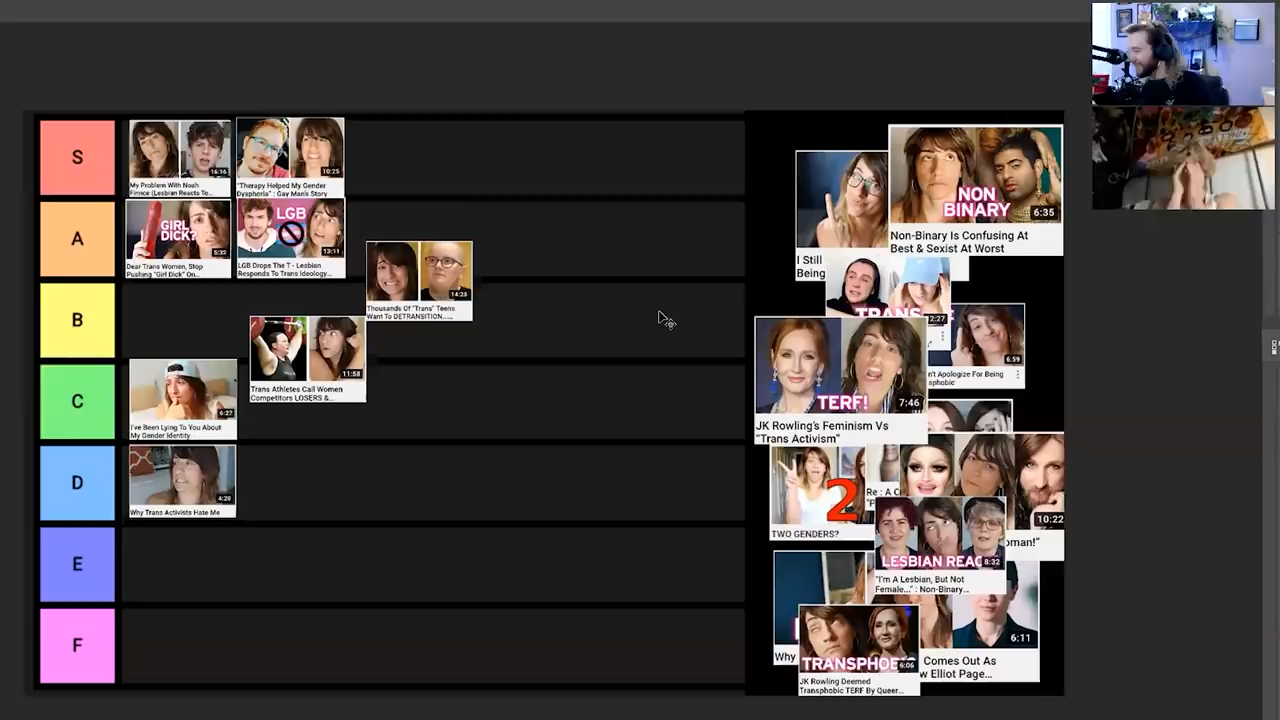 S
16:16
My Problem With Noah
Finnce (Lesbian Reacts To...
10:25
"Therapy Helped My Gender
Dysphoria" : Gay Man's Story
A
GIRL
DICK?
5:32
Dear Trans Women, Stop
Pushing "Girl Dick" On...
LGB
13:11
LGB Drops The T - Lesbian
Responds To Trans Ideology...
14:23
Thousands Of "Trans" Teens
Want To DETRANSITION......
B
11:58
Trans Athletes Call Women
Competitors LOSERS &...
C
6:27
I've Been Lying To You About
My Gender Identity
D
4:28
Why Trans Activists Hate Me
E
F
NON
BINARY
6:35
Non-Binary Is Confusing At
Best & Sexist At Worst
I Still
Being
TRANS
2:27
6:59
n't Apologize For Being
sphobic
TERF!
7:46
JK Rowling's Feminism Vs
"Trans Activism"
2
TWO GENDERS?
Re : A C
10:22
oman!"
LESBIAN REAC
8:32
"I'm A Lesbian, But Not
Female..." : Non-Binary...
6:11
Comes Out As
w Elliot Page...
Why
TRANSPHOB
6:06
JK Rowling Deemed
Transphobic TERF By Queer...